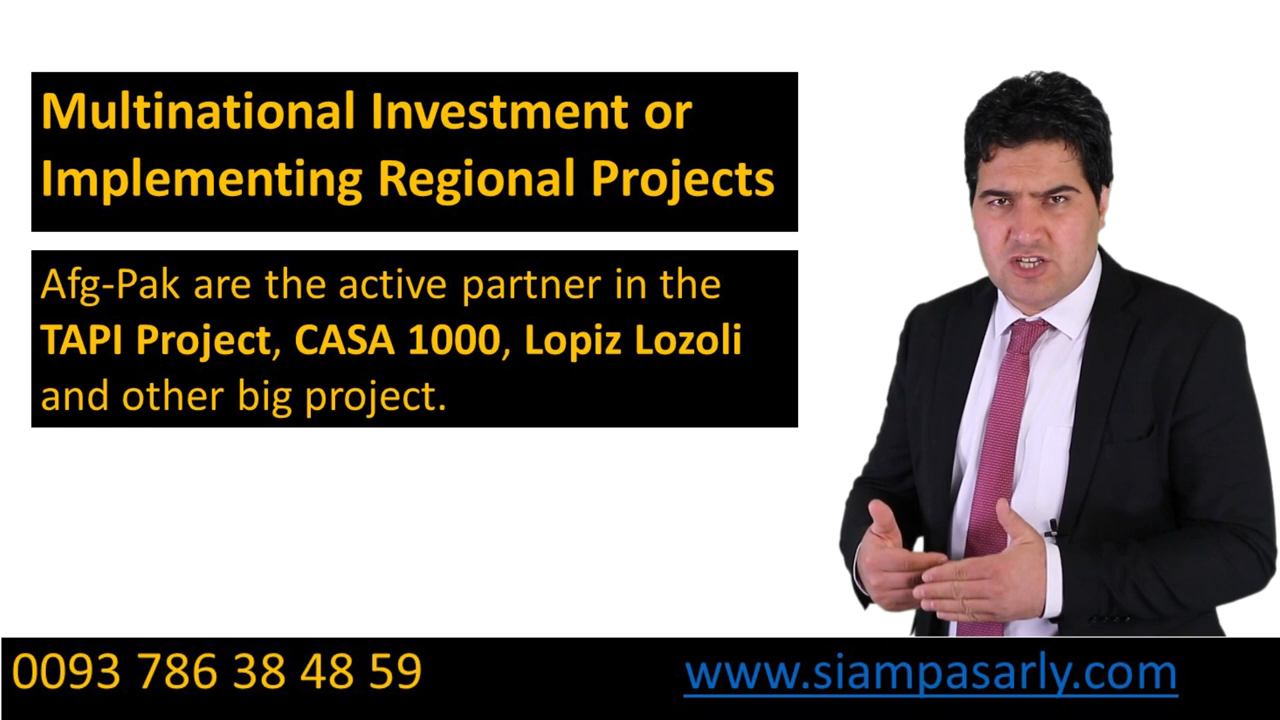 Multinational Investment or
Implementing Regional Projects
Afg-Pak are the active partner in the
TAPI Project, CASA 1000, Lopiz Lozoli
and other big project.
0093 786 38 48 59
www.siampasarly.com